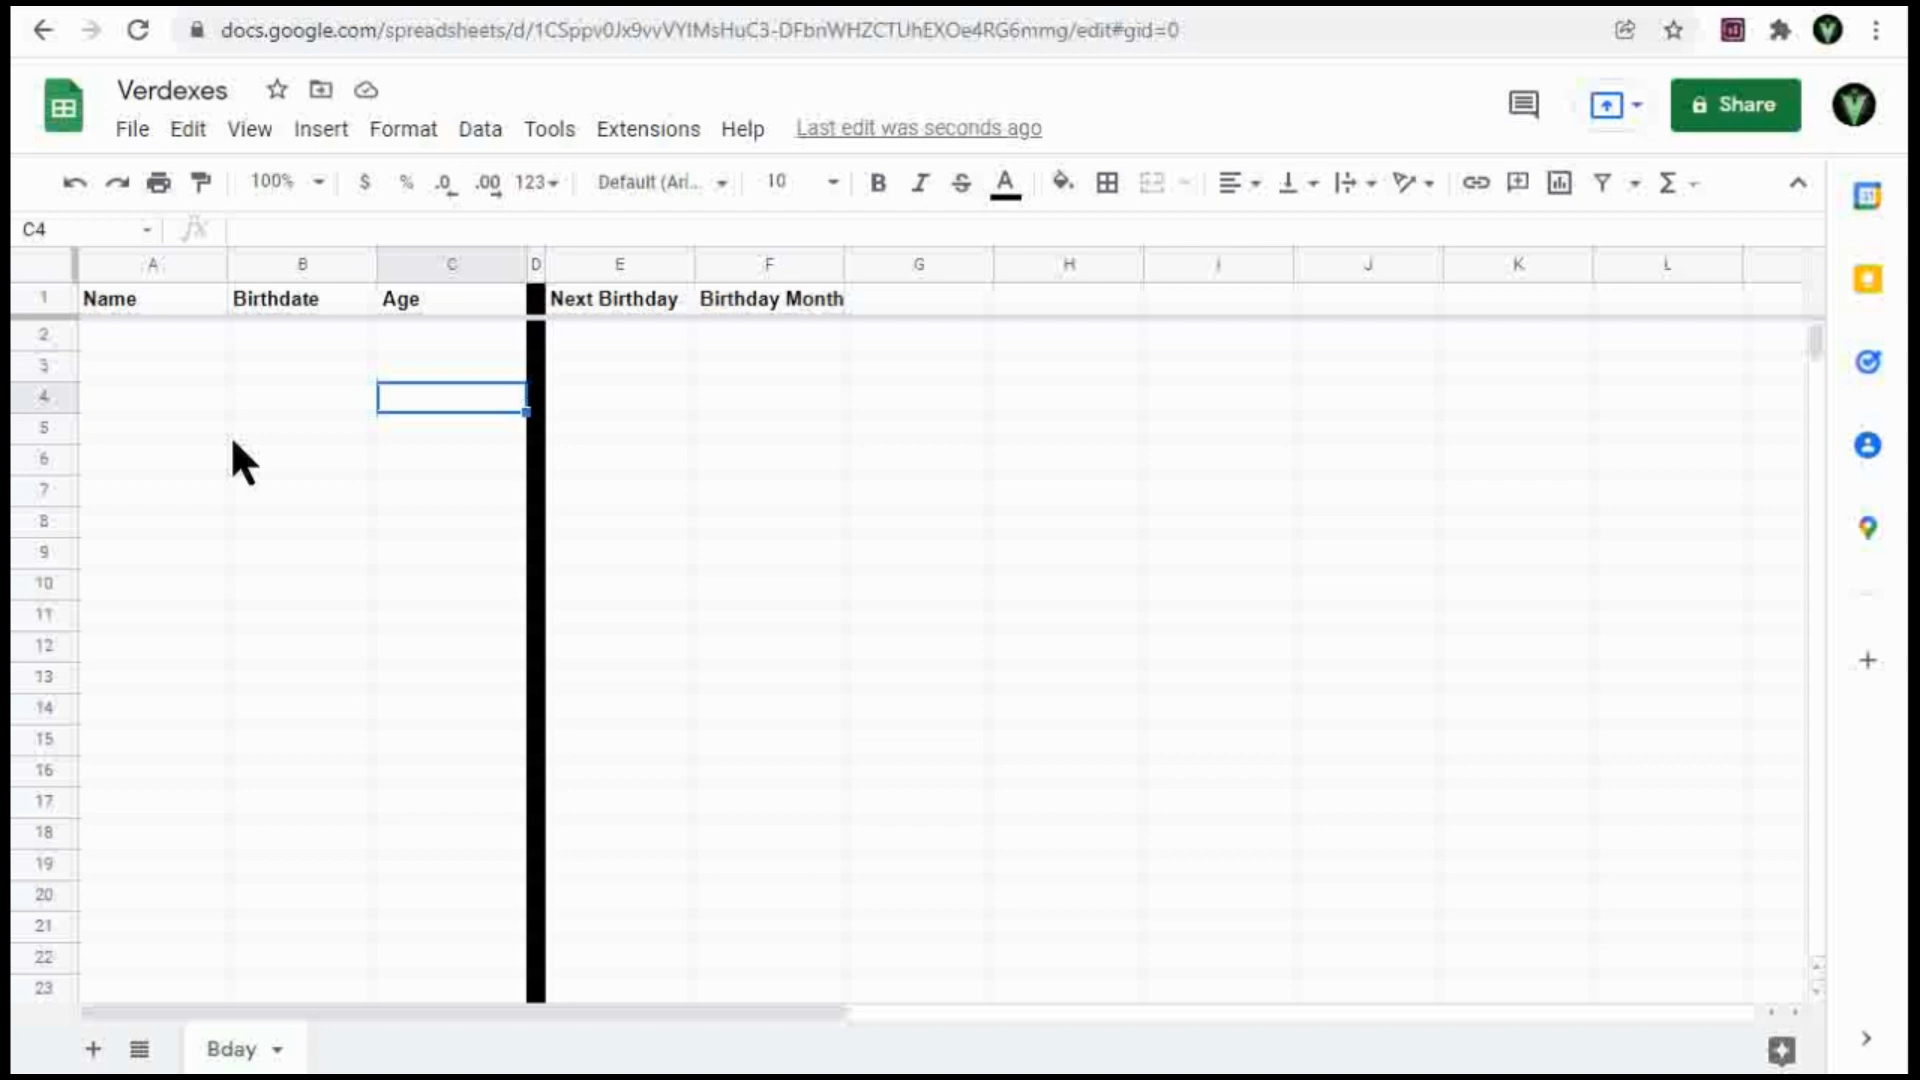 docs.google.com/spreadsheets/d/1CSppv0Jx9vvVYtMsHuC3-DFbnWHZCTUhEXOe4RG6mmg/edit#gid=0
Verdexes
File Edit View Insert Format Data Tools Extensions Help Last edit was seconds ago
Share
100% $ % .0 .00 123 Default (Ari... 10 B I S A Σ
C4 fx
A B C D E F G H I J K L
1 Name Birthdate Age Next Birthday Birthday Month
2
3
4
5
6
7
8
9
10
11
12
13
14
15
16
17
18
19
20
21
22
23
Bday